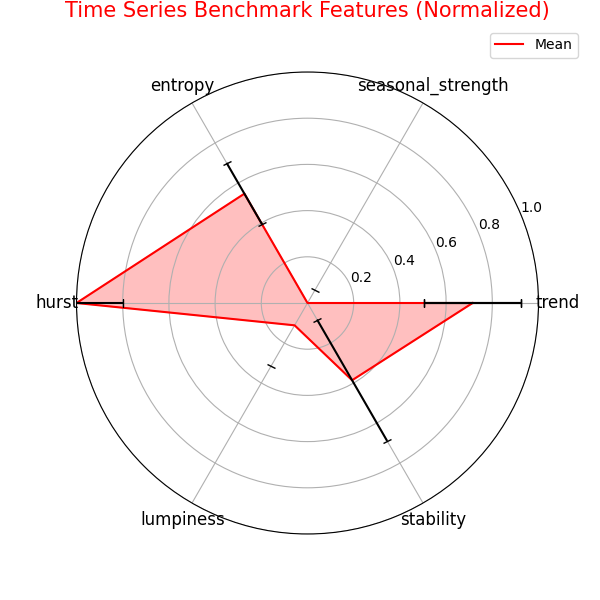 Time Series Benchmark Features (Normalized)
Mean
entropy
seasonal_strength
1.0
0.8
0.6
0.4
0.2
hurst
trend
lumpiness
stability